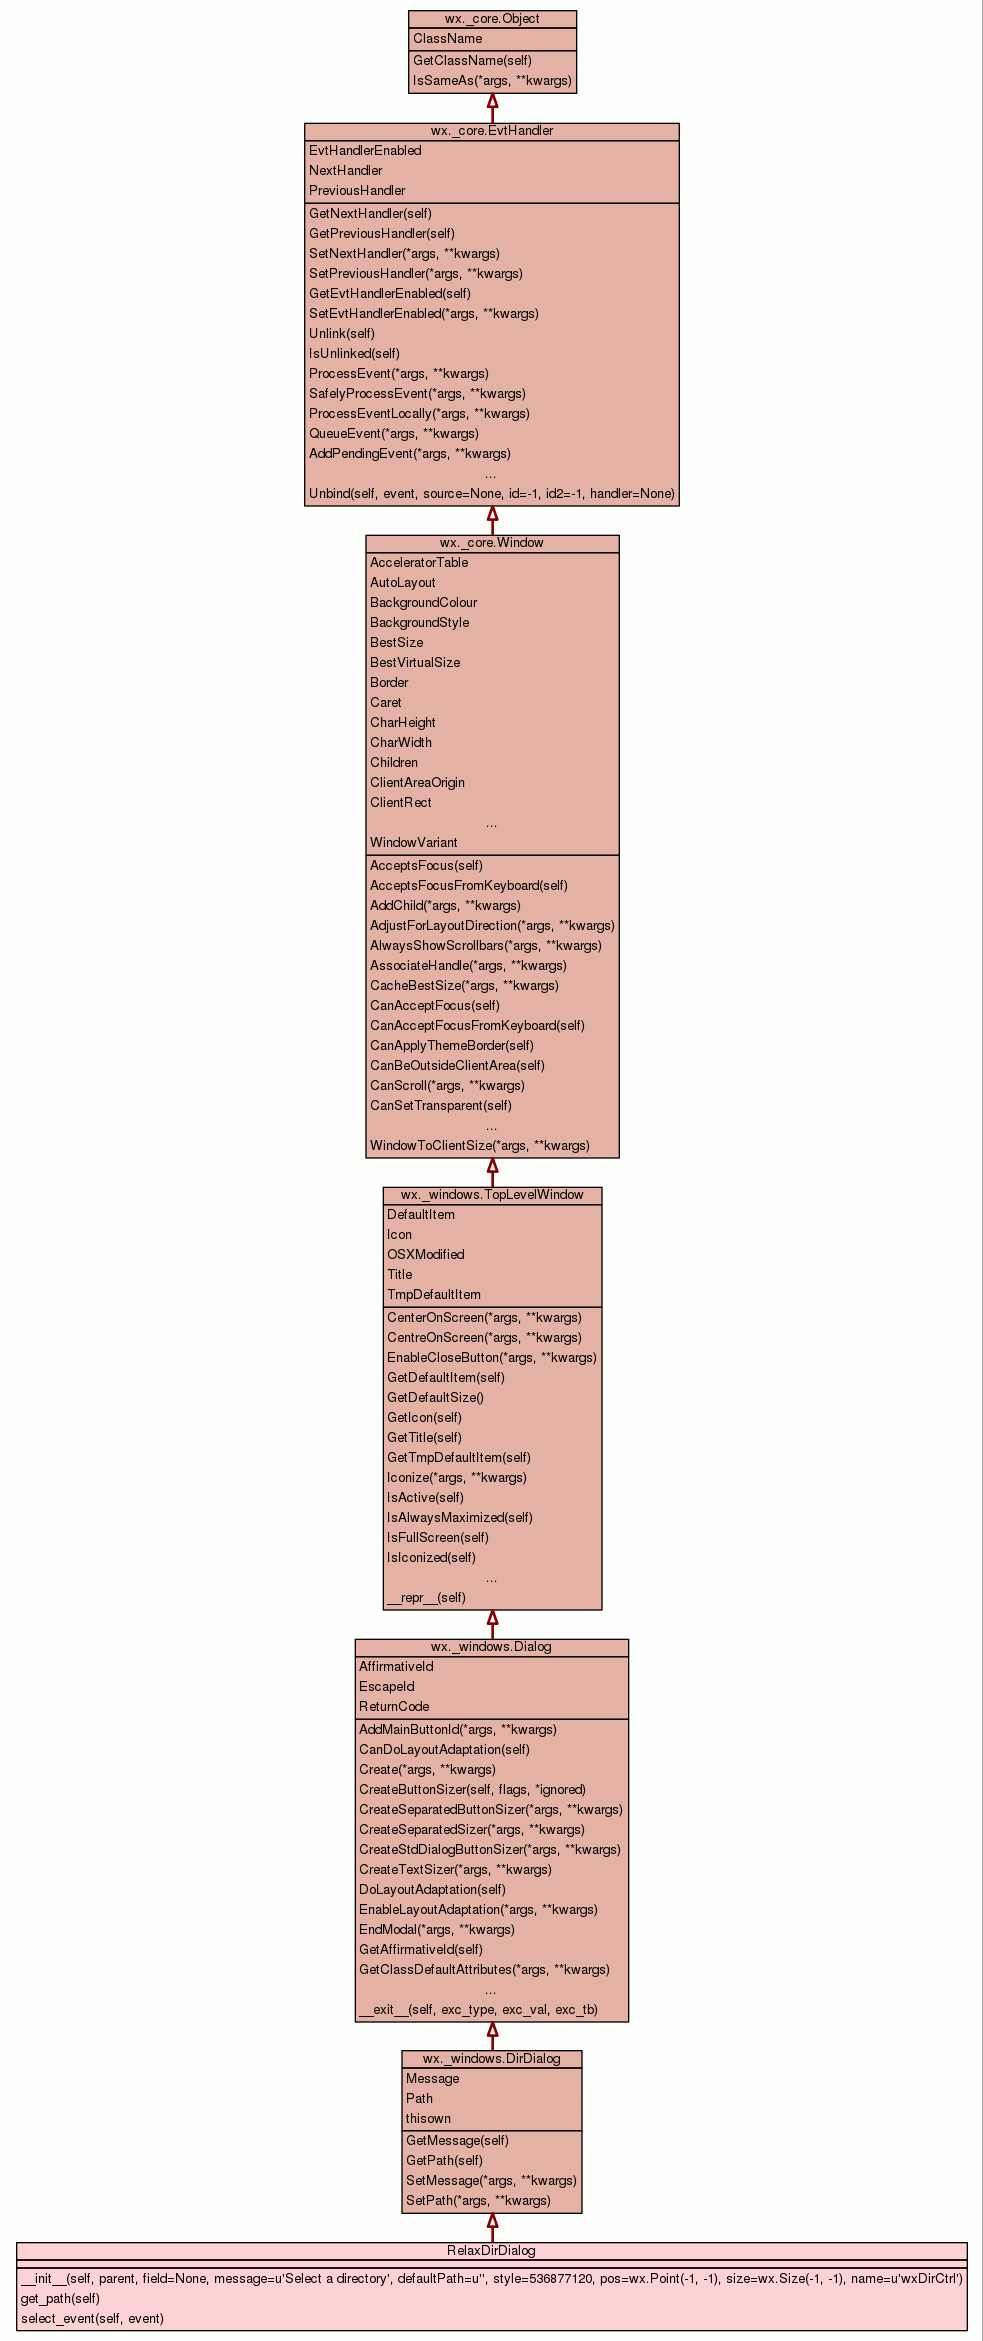 wx._core.Object
ClassName
GetClassName(self)
IsSameAs(*args, **kwargs)
wx._core.EvtHandler
EvtHandlerEnabled
NextHandler
PreviousHandler
GetNextHandler(self)
GetPreviousHandler(self)
SetNextHandler(*args, **kwargs)
SetPreviousHandler(*args, **kwargs)
GetEvtHandlerEnabled(self)
SetEvtHandlerEnabled(*args, **kwargs)
Unlink(self)
IsUnlinked(self)
ProcessEvent(*args, **kwargs)
SafelyProcessEvent(*args, **kwargs)
ProcessEventLocally(*args, **kwargs)
QueueEvent(*args, **kwargs)
AddPendingEvent(*args, **kwargs)
...
Unbind(self, event, source=None, id=-1, id2=-1, handler=None)
wx._core.Window
AcceleratorTable
AutoLayout
BackgroundColour
BackgroundStyle
BestSize
BestVirtualSize
Border
Caret
CharHeight
CharWidth
Children
ClientAreaOrigin
ClientRect
...
WindowVariant
AcceptsFocus(self)
AcceptsFocusFromKeyboard(self)
AddChild(*args, **kwargs)
AdjustForLayoutDirection(*args, **kwargs)
AlwaysShowScrollbars(*args, **kwargs)
AssociateHandle(*args, **kwargs)
CacheBestSize(*args, **kwargs)
CanAcceptFocus(self)
CanAcceptFocusFromKeyboard(self)
CanApplyThemeBorder(self)
CanBeOutsideClientArea(self)
CanScroll(*args, **kwargs)
CanSetTransparent(self)
...
WindowToClientSize(*args, **kwargs)
wx._windows.TopLevelWindow
DefaultItem
Icon
OSXModified
Title
TmpDefaultItem
CenterOnScreen(*args, **kwargs)
CentreOnScreen(*args, **kwargs)
EnableCloseButton(*args, **kwargs)
GetDefaultItem(self)
GetDefaultSize()
GetIcon(self)
GetTitle(self)
GetTmpDefaultItem(self)
Iconize(*args, **kwargs)
IsActive(self)
IsAlwaysMaximized(self)
IsFullScreen(self)
IsIconized(self)
...
__repr__(self)
wx._windows.Dialog
AffirmativeId
EscapeId
ReturnCode
AddMainButtonId(*args, **kwargs)
CanDoLayoutAdaptation(self)
Create(*args, **kwargs)
CreateButtonSizer(self, flags, *ignored)
CreateSeparatedButtonSizer(*args, **kwargs)
CreateSeparatedSizer(*args, **kwargs)
CreateStdDialogButtonSizer(*args, **kwargs)
CreateTextSizer(*args, **kwargs)
DoLayoutAdaptation(self)
EnableLayoutAdaptation(*args, **kwargs)
EndModal(*args, **kwargs)
GetAffirmativeId(self)
GetClassDefaultAttributes(*args, **kwargs)
...
__exit__(self, exc_type, exc_val, exc_tb)
wx._windows.DirDialog
Message
Path
thisown
GetMessage(self)
GetPath(self)
SetMessage(*args, **kwargs)
SetPath(*args, **kwargs)
RelaxDirDialog
__init__(self, parent, field=None, message=u'Select a directory', defaultPath=u'', style=536877120, pos=wx.Point(-1, -1), size=wx.Size(-1, -1), name=u'wxDirCtrl')
get_path(self)
select_event(self, event)